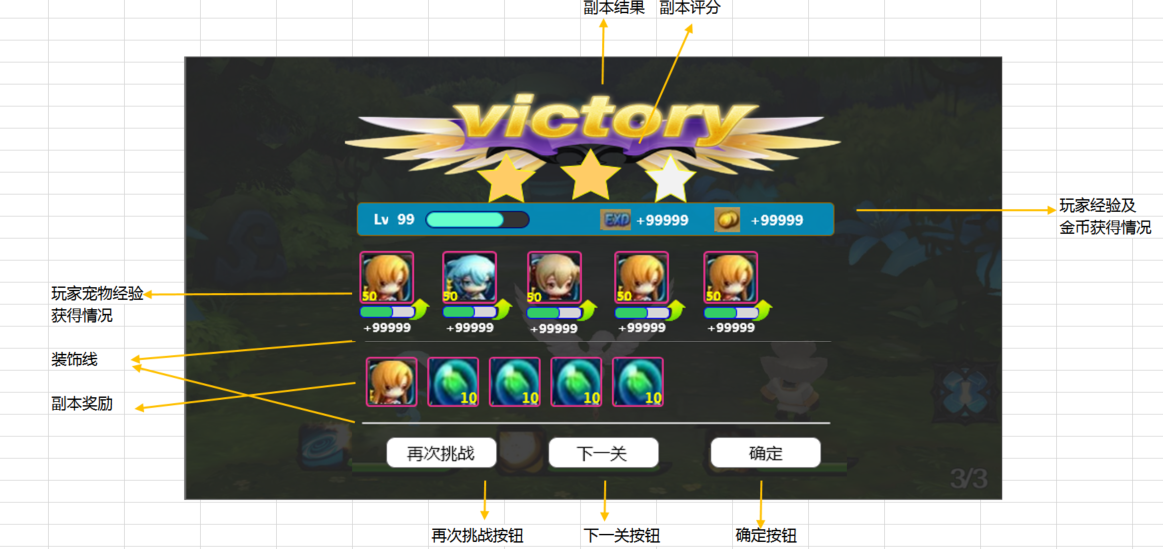 副本结果 副本评分
victory
Lv 99 EXP +99999 +99999
玩家经验及
金币获得情况
50 50 50 50 50
玩家宠物经验
获得情况
+99999 +99999 +99999 +99999 +99999
装饰线
副本奖励
10 10 10 10
再次挑战 下一关 确定
3/3
再次挑战按钮 下一关按钮 确定按钮